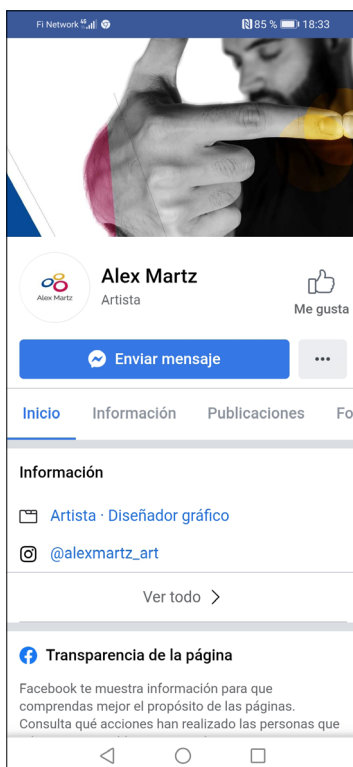 Fi Network 4G 85 % 18:33
Alex Martz
Alex Martz
Artista
Me gusta
Enviar mensaje
Inicio Información Publicaciones Fo
Información
Artista · Diseñador gráfico
@alexmartz_art
Ver todo
Transparencia de la página
Facebook te muestra información para que
comprendas mejor el propósito de las páginas.
Consulta qué acciones han realizado las personas que